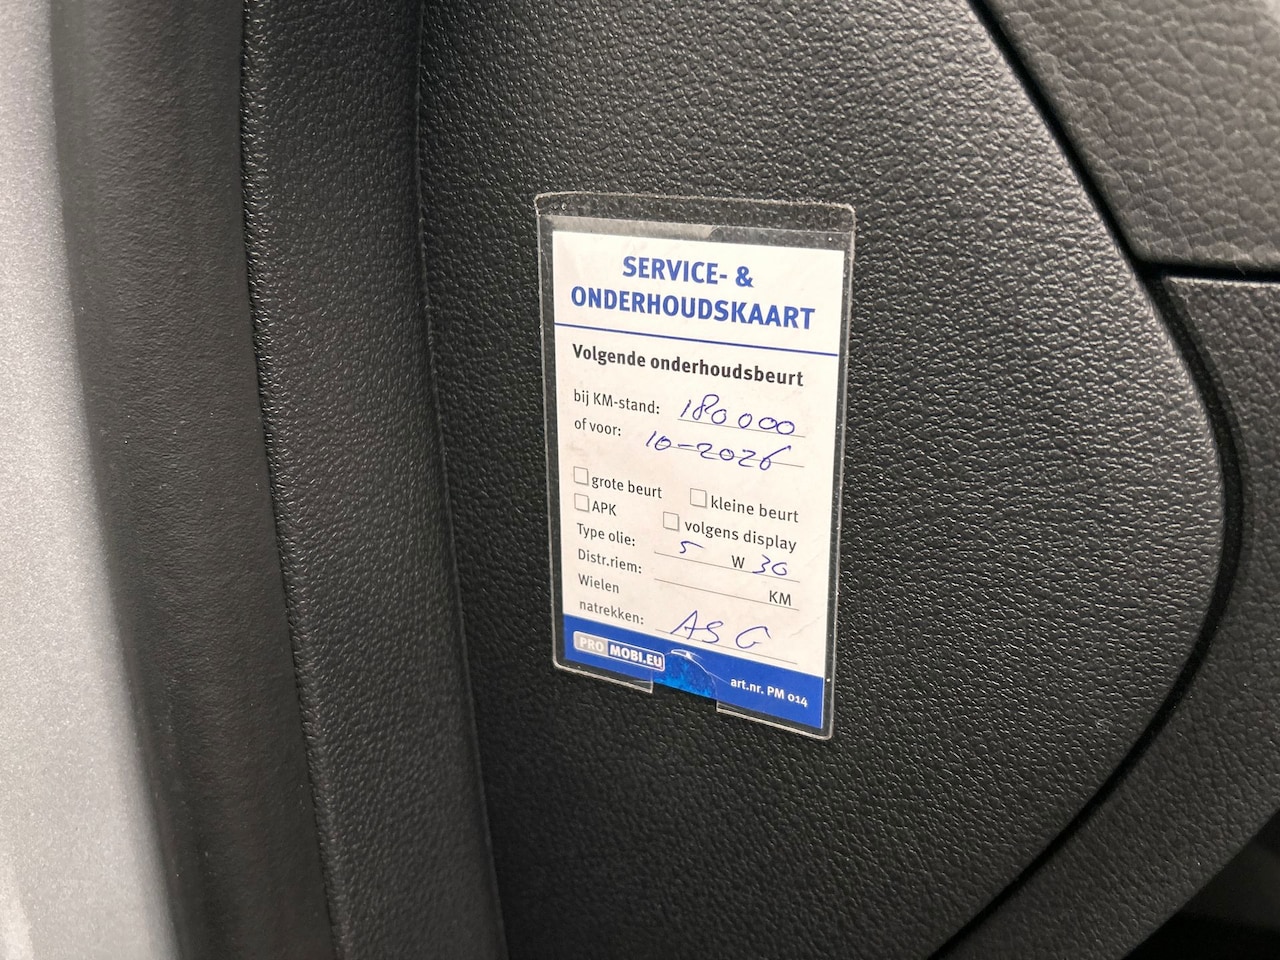 SERVICE- &
ONDERHOUDSKAART
Volgende onderhoudsbeurt
bij KM-stand: 180000
of voor: 10-2026
grote beurt kleine beurt
APK volgens display
Type olie: 5 W 30
Distr.riem: KM
Wielen
natrekken: ASG
PRO MOBI.EU art.nr. PM 014